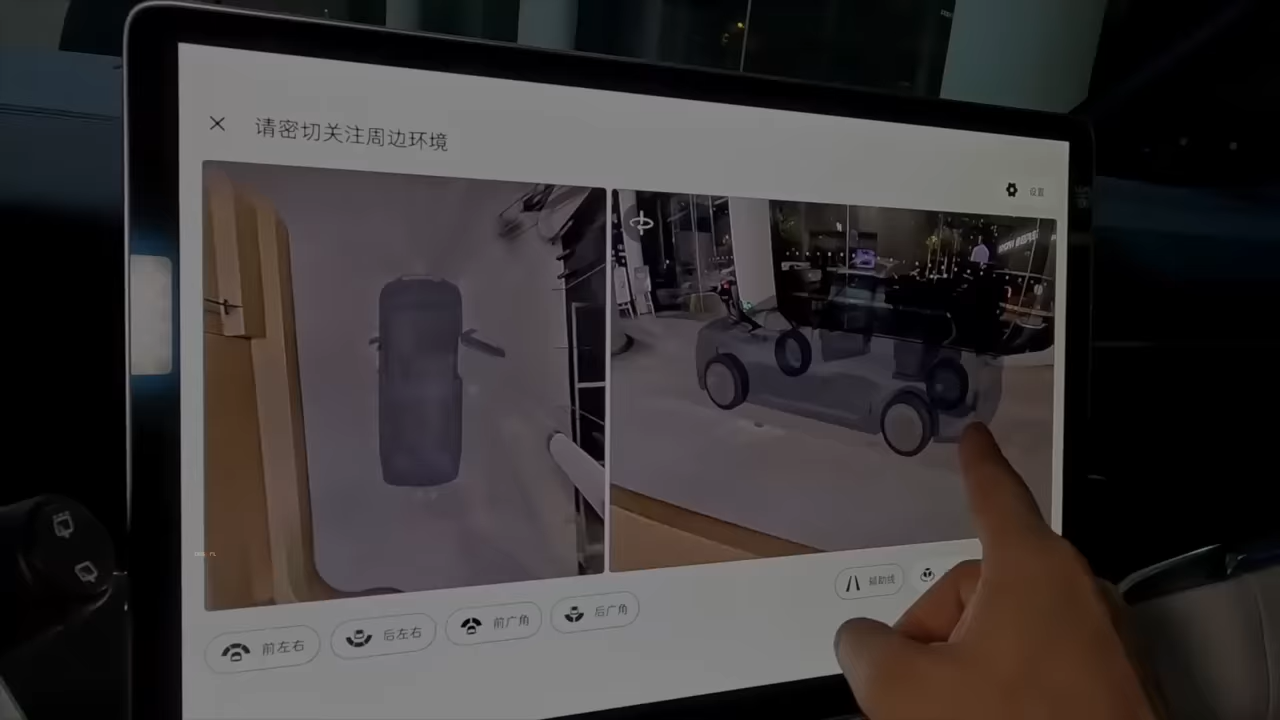 请密切关注周边环境
设置
辅助线
前左右
后左右
前广角
后广角